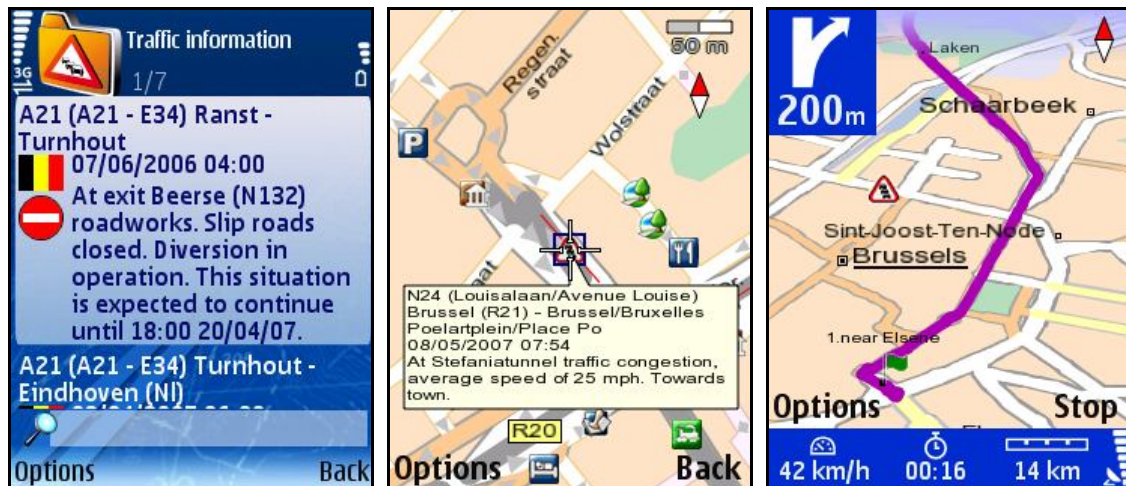 Traffic information
3G
1/7
A21 (A21 - E34) Ranst -
Turnhout
07/06/2006 04:00
At exit Beerse (N132)
roadworks. Slip roads
closed. Diversion in
operation. This situation
is expected to continue
until 18:00 20/04/07.
A21 (A21 - E34) Turnhout -
Eindhoven (Nl)
Options
Back
50 m
Regen.
straat
Wolstraat
P
aat
N24 (Louisalaan/Avenue Louise)
Brussel (R21) - Brussel/Bruxelles
Poelartplein/Place Po
08/05/2007 07:54
At Stefaniatunnel traffic congestion,
average speed of 25 mph. Towards
town.
R20
Options
Back
200m
Laken
Schaarbeek
Sint-Joost-Ten-Node
Brussels
1.near Elsene
Options
Stop
42 km/h
00:16
14 km